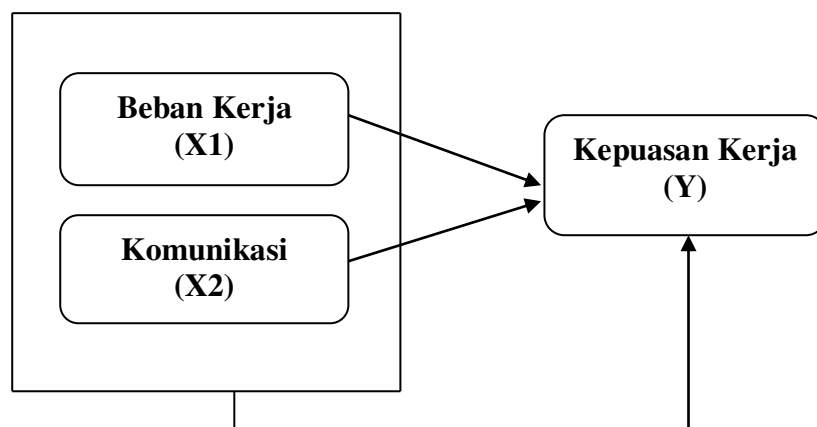 Beban Kerja
(X1)
Kepuasan Kerja
(Y)
Komunikasi
(X2)